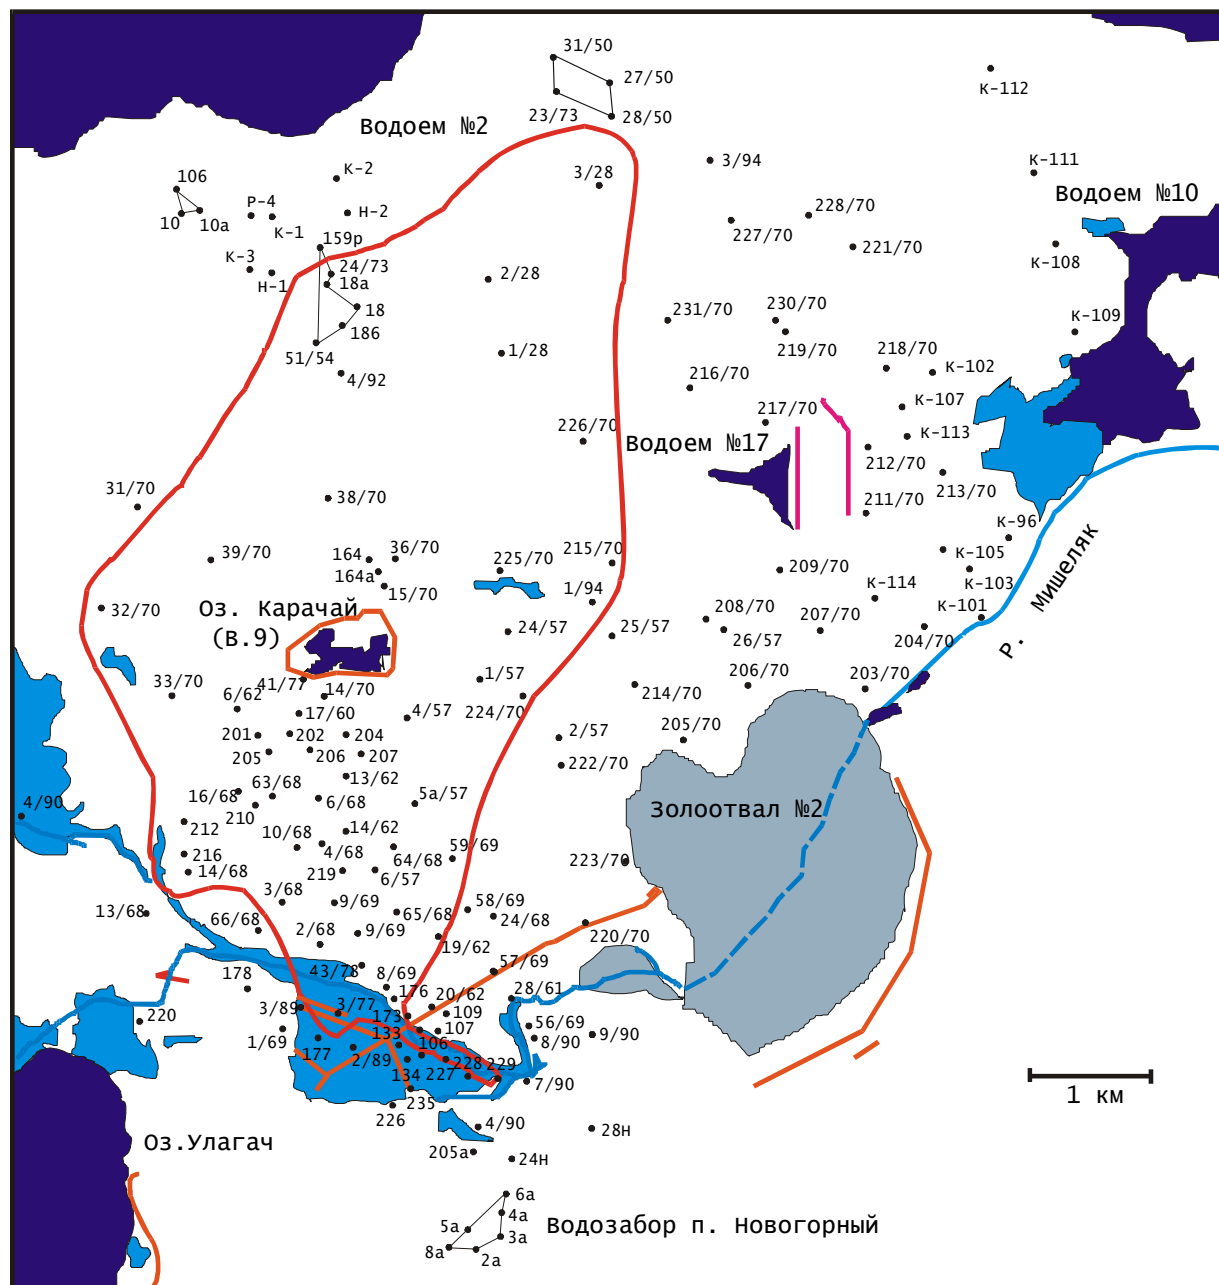 31/50
27/50
23/73
28/50
К-112
Водоем №2
3/94
К-111
К-2
106
3/28
Р-4
Н-2
Водоем №10
10
10а
К-1
228/70
227/70
159р
221/70
К-3
24/73
К-108
Н-1
18а
2/28
18
231/70
230/70
К-109
186
219/70
51/54
1/28
218/70
4/92
216/70
К-102
217/70
К-107
226/70
Водоем №17
К-113
212/70
31/70
38/70
211/70
213/70
К-96
39/70
164
36/70
225/70
215/70
К-105
164а
209/70
15/70
К-103
32/70
Оз. Карачай
(В.9)
1/94
К-114
208/70
207/70
К-101
Р. Мишеляк
24/57
25/57
26/57
204/70
33/70
41/77
14/70
1/57
214/70
206/70
203/70
6/62
17/60
4/57
224/70
201
202
204
2/57
205/70
205
206
207
222/70
13/62
16/68
63/68
6/68
5а/57
4/90
210
Золоотвал №2
212
10/68
14/62
4/68
59/69
216
64/68
223/70
14/68
219
6/57
3/68
13/68
9/69
65/68
58/69
24/68
66/68
2/68
9/69
19/62
220/70
43/78
57/69
178
8/69
176
28/61
3/89
3/77
20/62
220
173
109
56/69
1/69
133
107
8/90
9/90
177
2/89
106
134
227
228
229
7/90
235
226
4/90
28Н
Оз.Улагач
205а
24Н
1 км
6а
4а
5а
3а
8а
2а
Водозабор п. Новогорный